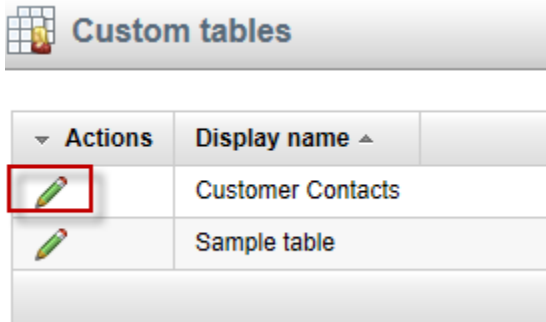 Custom tables
Actions Display name
Customer Contacts
Sample table